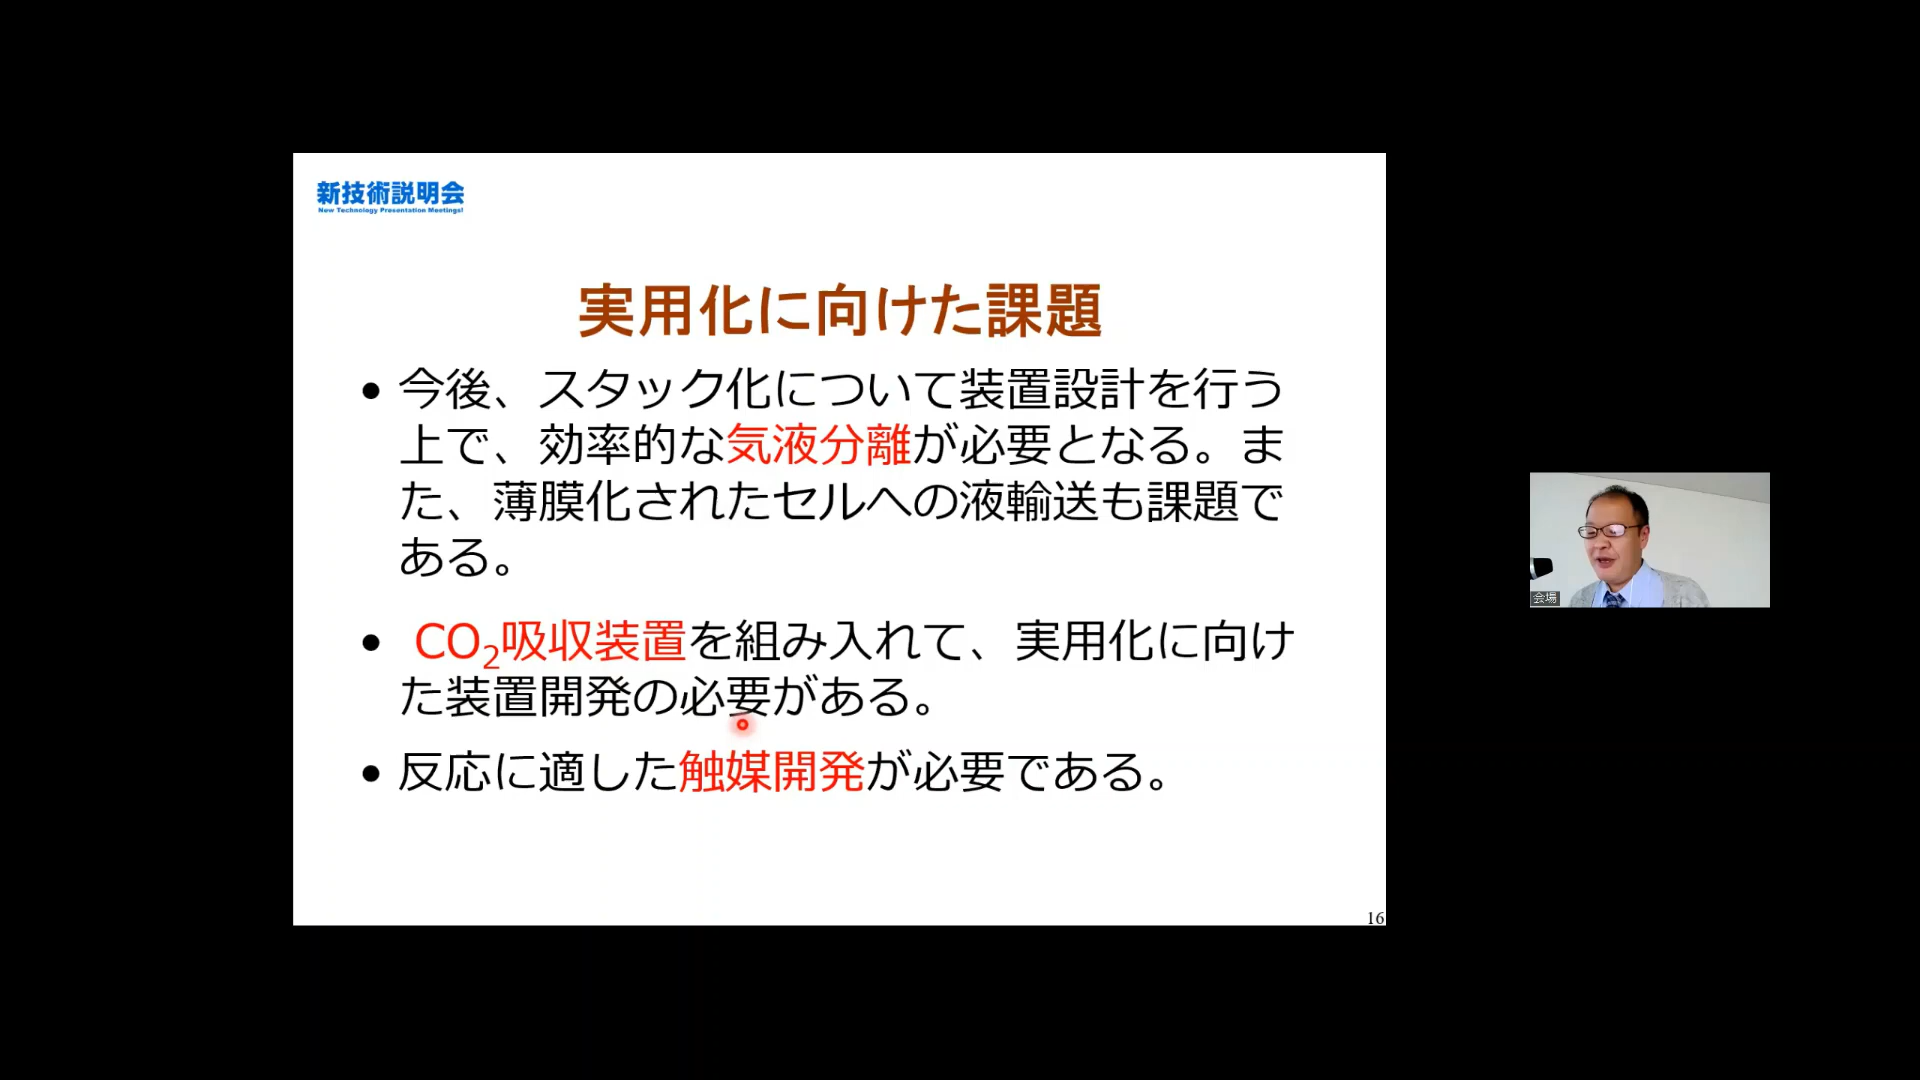 新技術説明会
New Technology Presentation Meetings!
実用化に向けた課題
• 今後、スタック化について装置設計を行う
上で、効率的な気液分離が必要となる。ま
た、薄膜化されたセルへの液輸送も課題で
ある。
• CO₂吸収装置を組み入れて、実用化に向け
た装置開発の必要がある。
• 反応に適した触媒開発が必要である。
16
会場